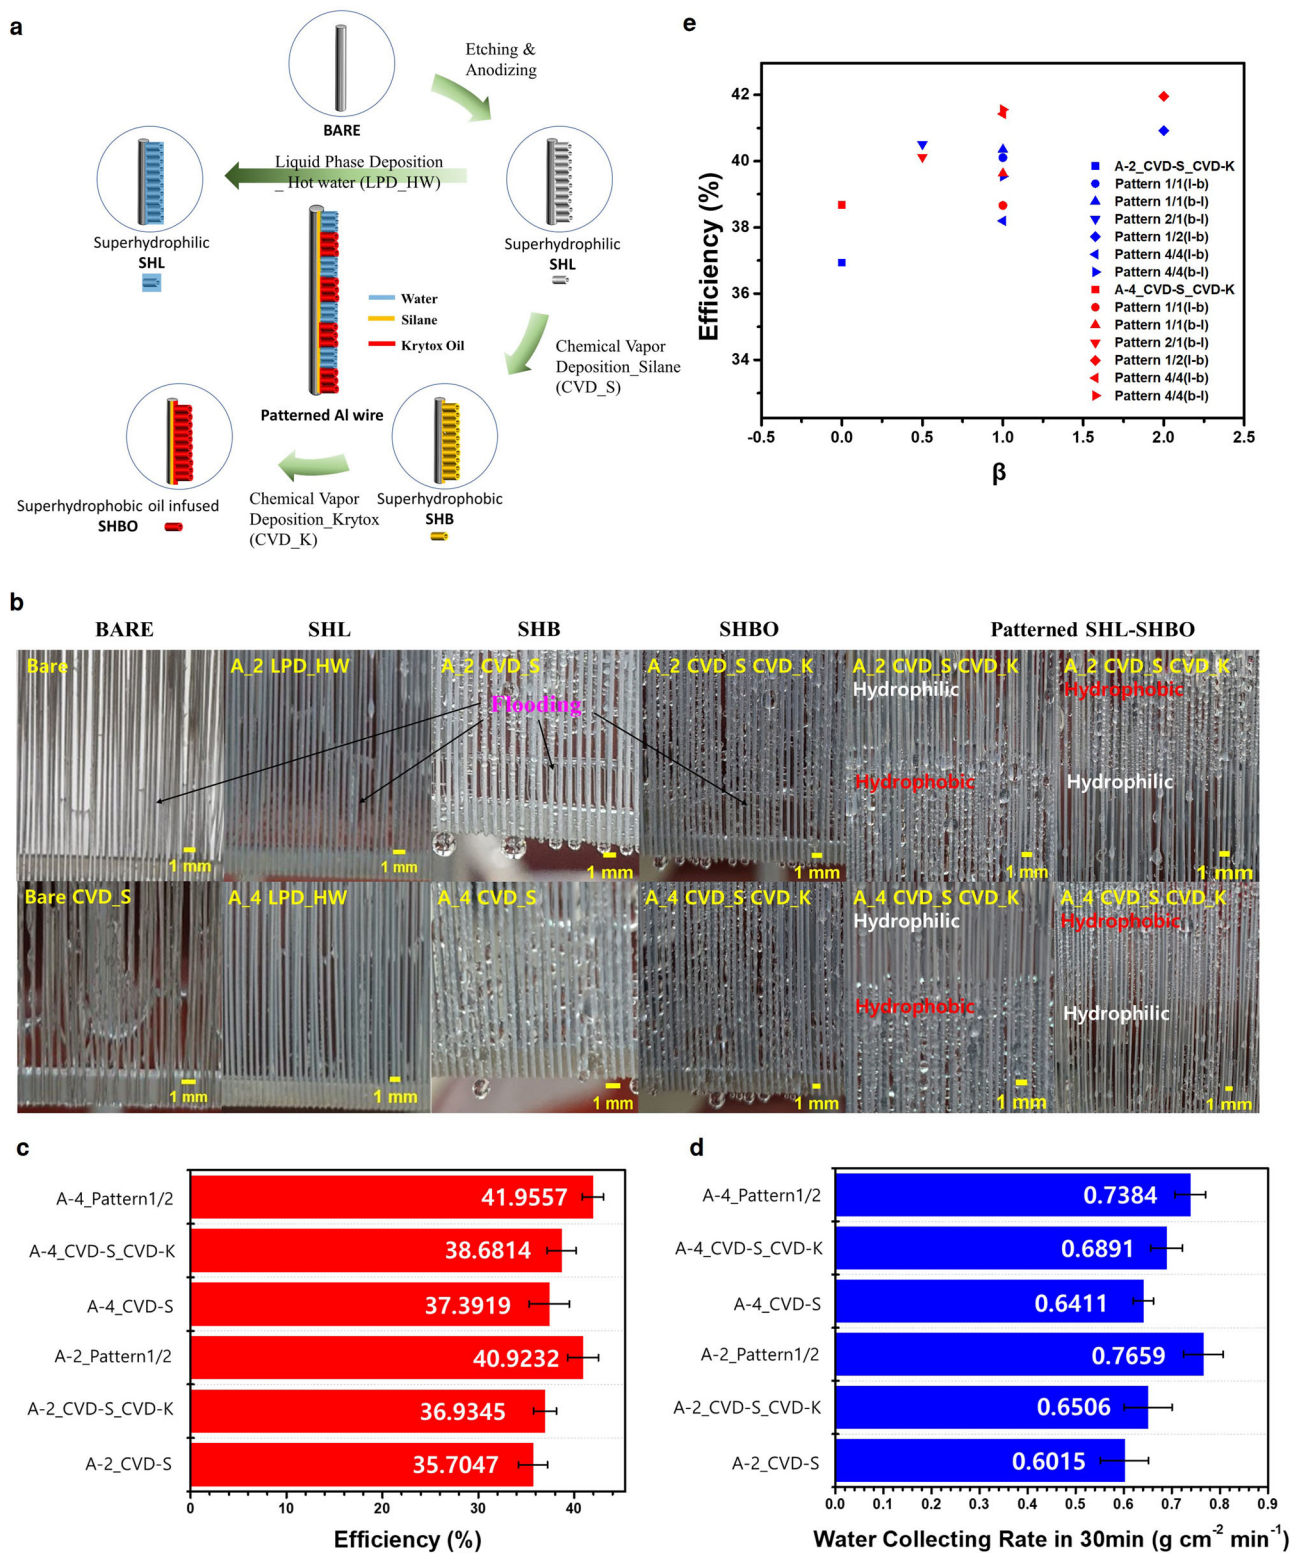 a
Etching &
Anodizing
BARE
Liquid Phase Deposition
_ Hot water (LPD_HW)
Superhydrophilic
SHL
Superhydrophilic
SHL
Water
Silane
Krytox Oil
Chemical Vapor
Deposition_Silane
(CVD_S)
Patterned Al wire
Superhydrophobic oil infused
SHBO
Chemical Vapor
Deposition_Krytox
(CVD_K)
Superhydrophobic
SHB
e
Efficiency (%)
42
40
38
36
34
-0.5
0.0
0.5
1.0
1.5
2.0
2.5
β
A-2_CVD-S_CVD-K
Pattern 1/1(l-b)
Pattern 1/1(b-l)
Pattern 2/1(b-l)
Pattern 1/2(l-b)
Pattern 4/4(l-b)
Pattern 4/4(b-l)
A-4_CVD-S_CVD-K
Pattern 1/1(l-b)
Pattern 1/1(b-l)
Pattern 2/1(b-l)
Pattern 1/2(l-b)
Pattern 4/4(l-b)
Pattern 4/4(b-l)
b
BARE
SHL
SHB
SHBO
Patterned SHL-SHBO
Bare
A_2 LPD_HW
A_2 CVD_S
A_2 CVD_S CVD_K
A_2 CVD_S CVD_K
A_2 CVD_S CVD_K
Hydrophilic
Hydrophobic
Flooding
Hydrophobic
Hydrophilic
1 mm
1 mm
1 mm
1 mm
1 mm
1 mm
Bare CVD_S
A_4 LPD_HW
A_4 CVD_S
A_4 CVD_S CVD_K
A_4 CVD_S CVD_K
A_4 CVD_S CVD_K
Hydrophilic
Hydrophobic
Hydrophobic
Hydrophilic
1 mm
1 mm
1 mm
1 mm
1 mm
1 mm
c
A-4_Pattern1/2
41.9557
A-4_CVD-S_CVD-K
38.6814
A-4_CVD-S
37.3919
A-2_Pattern1/2
40.9232
A-2_CVD-S_CVD-K
36.9345
A-2_CVD-S
35.7047
0
10
20
30
40
Efficiency (%)
d
A-4_Pattern1/2
0.7384
A-4_CVD-S_CVD-K
0.6891
A-4_CVD-S
0.6411
A-2_Pattern1/2
0.7659
A-2_CVD-S_CVD-K
0.6506
A-2_CVD-S
0.6015
0.0
0.1
0.2
0.3
0.4
0.5
0.6
0.7
0.8
0.9
Water Collecting Rate in 30min (g cm⁻² min⁻¹)